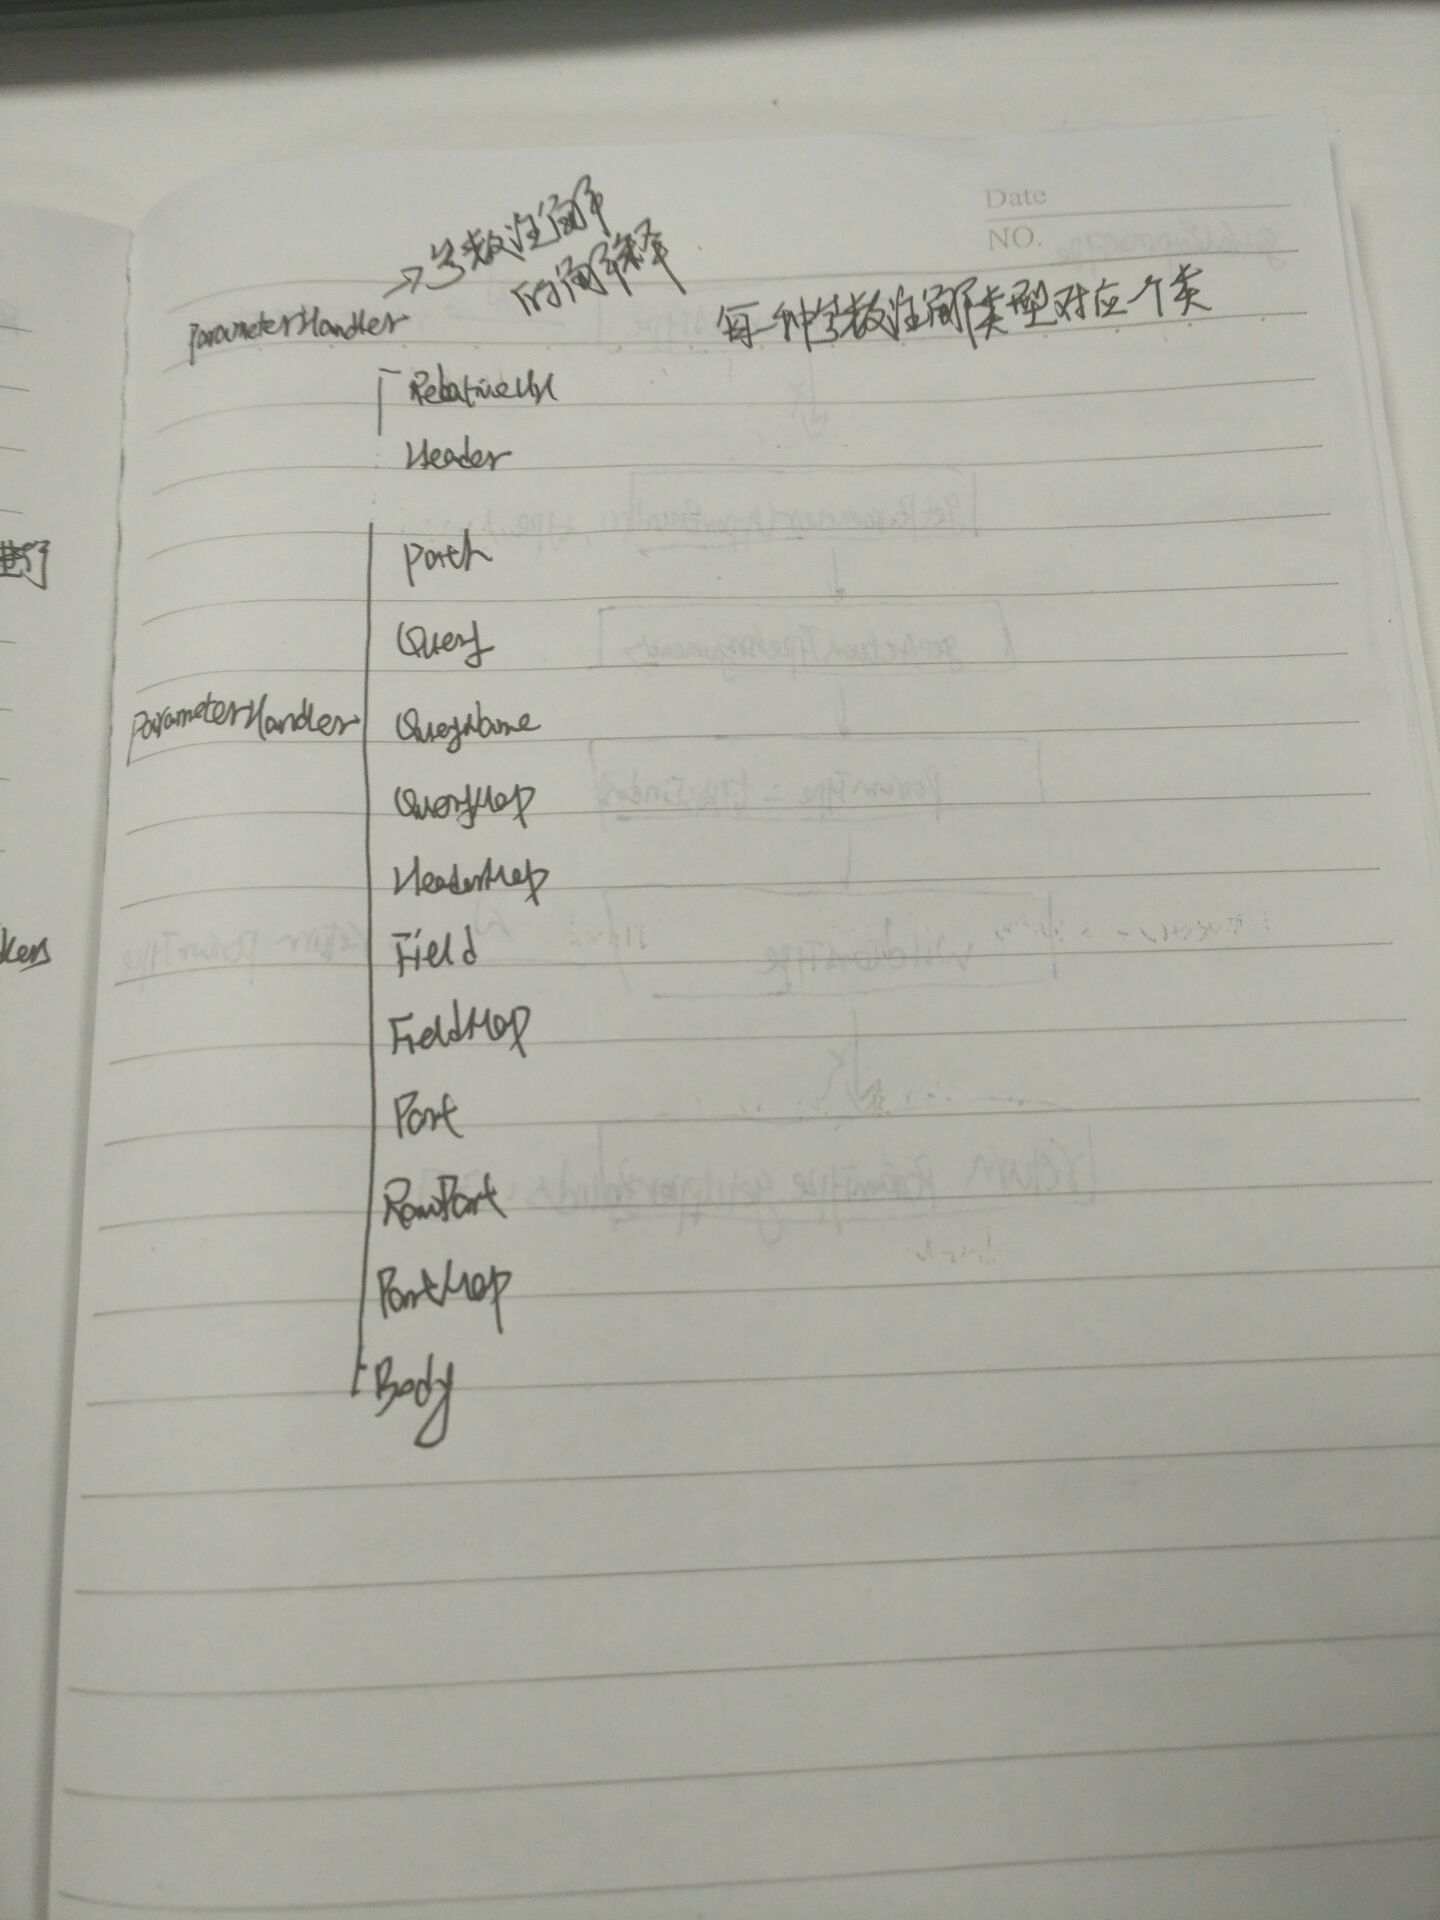 Date
NO.
→参数注解
的解释
ParameterHandler
每一种参数注解类型对应个类
RelativeUrl
Header
Path
Query
ParameterHandler
QueryName
QueryMap
HeaderMap
Field
FieldMap
Part
RawPart
PartMap
Body